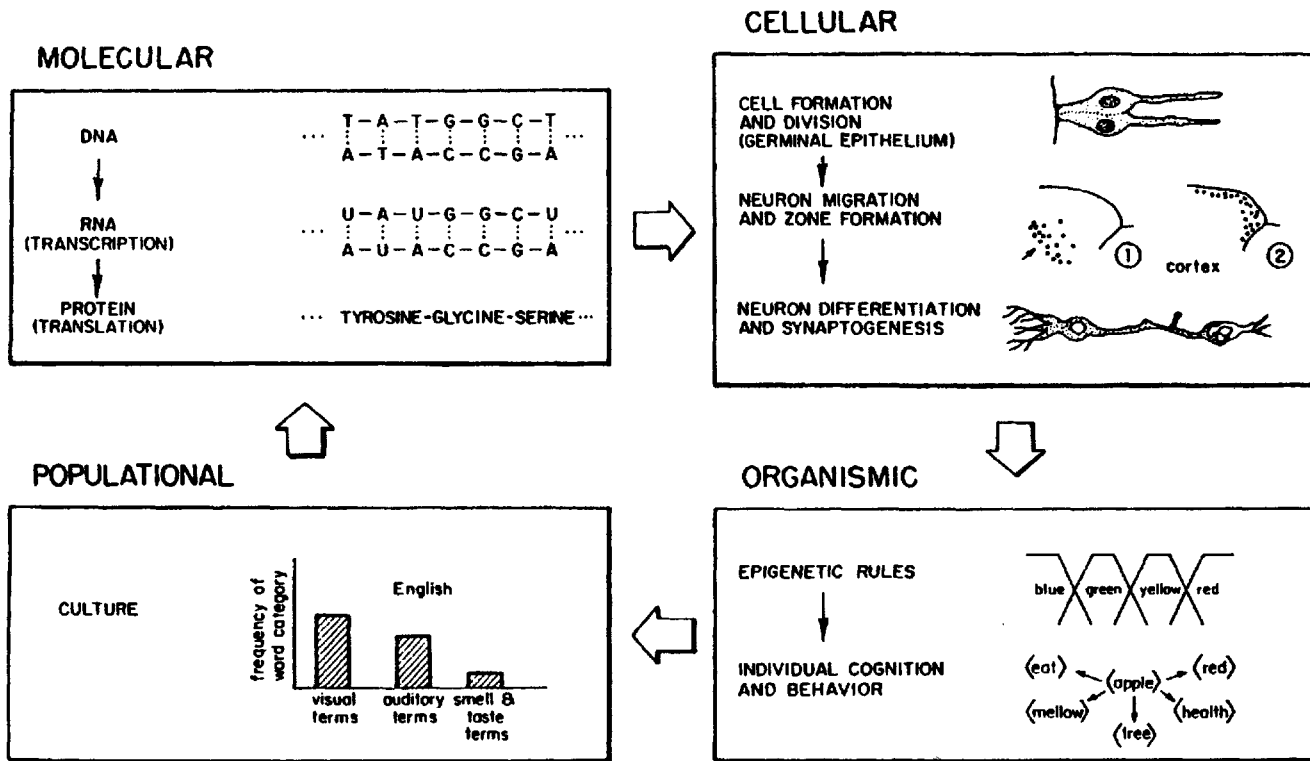 MOLECULAR
DNA
RNA
(TRANSCRIPTION)
PROTEIN
(TRANSLATION)
··· T-A-T-G-G-C-T ···
A-T-A-C-C-G-A
··· U-A-U-G-G-C-U ···
A-U-A-C-C-G-A
··· TYROSINE-GLYCINE-SERINE ···
CELLULAR
CELL FORMATION
AND DIVISION
(GERMINAL EPITHELIUM)
NEURON MIGRATION
AND ZONE FORMATION
1
cortex
2
NEURON DIFFERENTIATION
AND SYNAPTOGENESIS
POPULATIONAL
CULTURE
frequency of
word category
English
visual
terms
auditory
terms
smell &
taste
terms
ORGANISMIC
EPIGENETIC RULES
blue green yellow red
INDIVIDUAL COGNITION
AND BEHAVIOR
⟨eat⟩
⟨red⟩
⟨apple⟩
⟨mellow⟩
⟨health⟩
⟨tree⟩